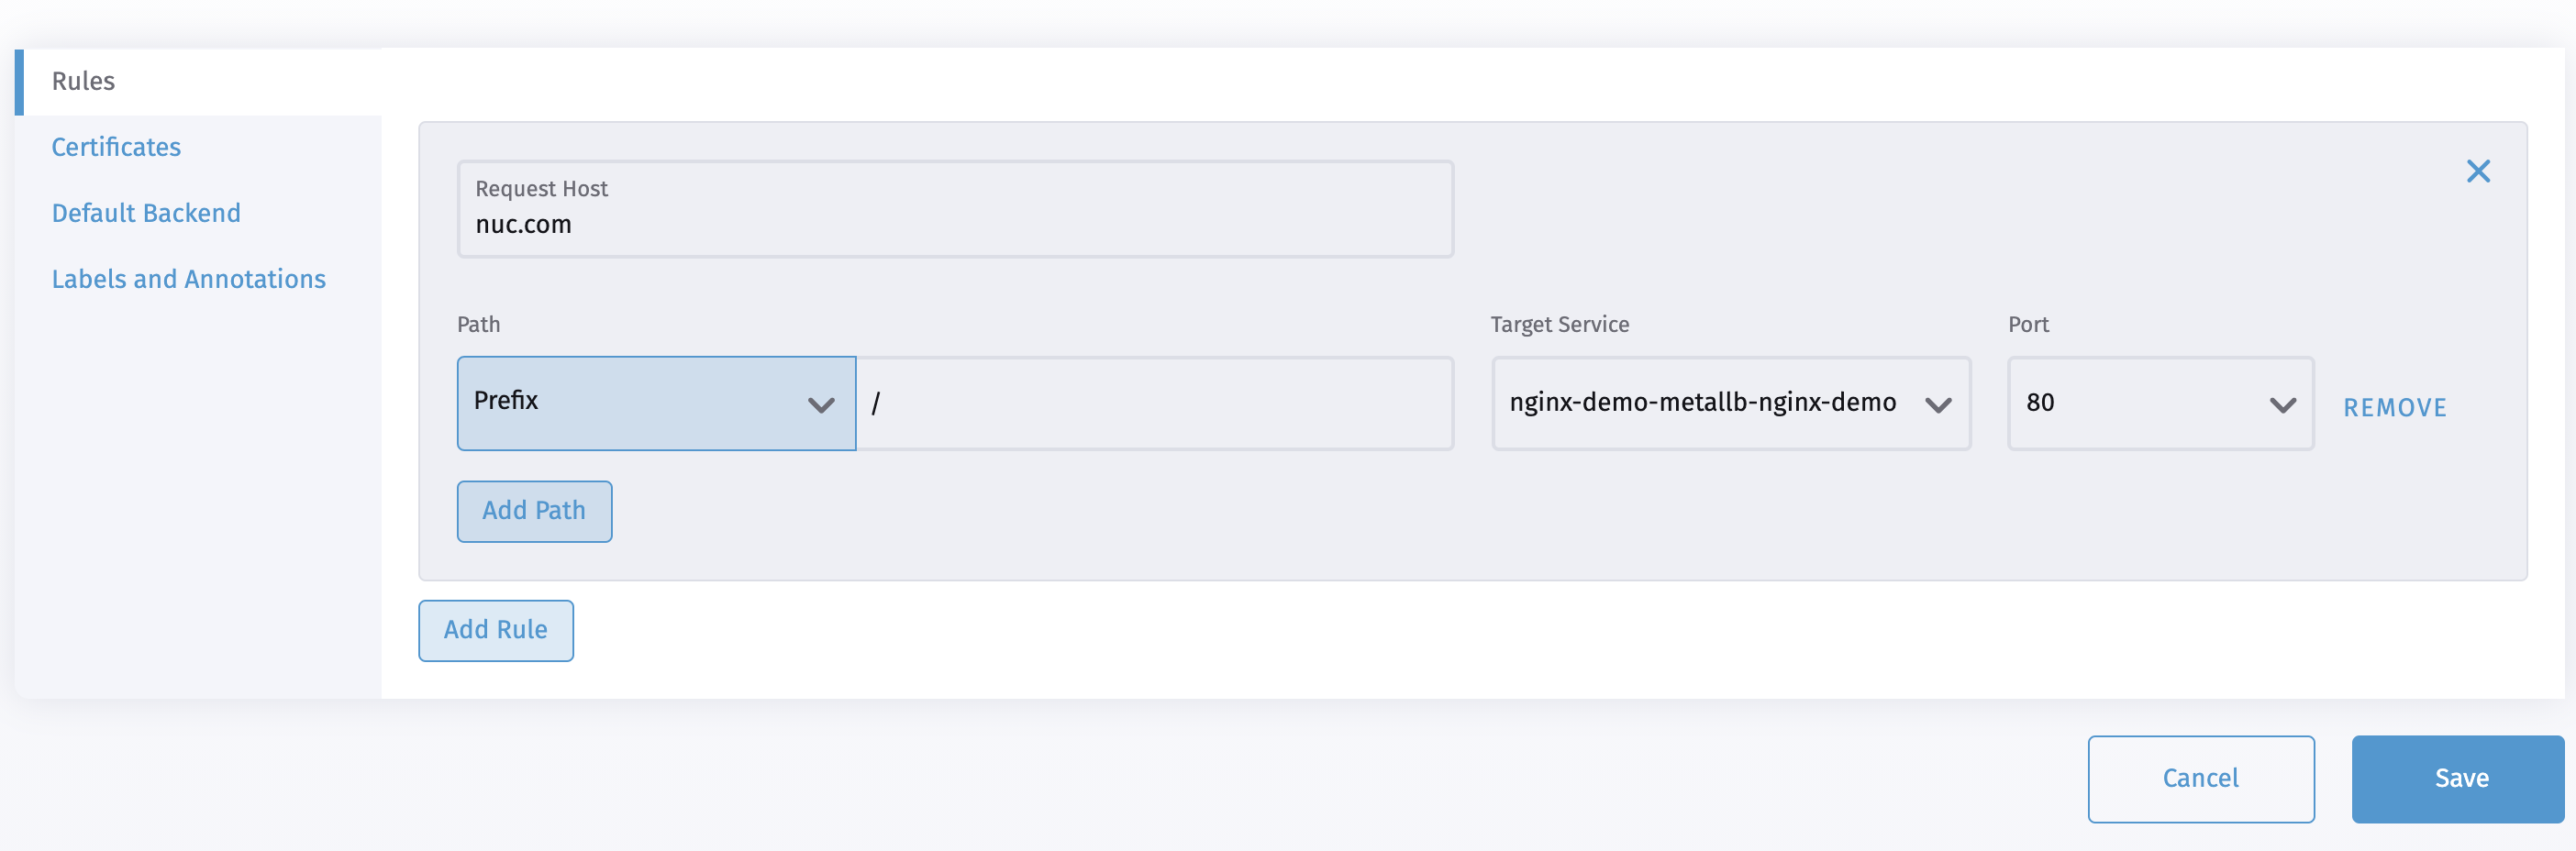 Rules
Certificates
Default Backend
Labels and Annotations
Request Host
nuc.com
Path
Target Service
Port
Prefix
/
nginx-demo-metallb-nginx-demo
80
REMOVE
Add Path
Add Rule
Cancel
Save